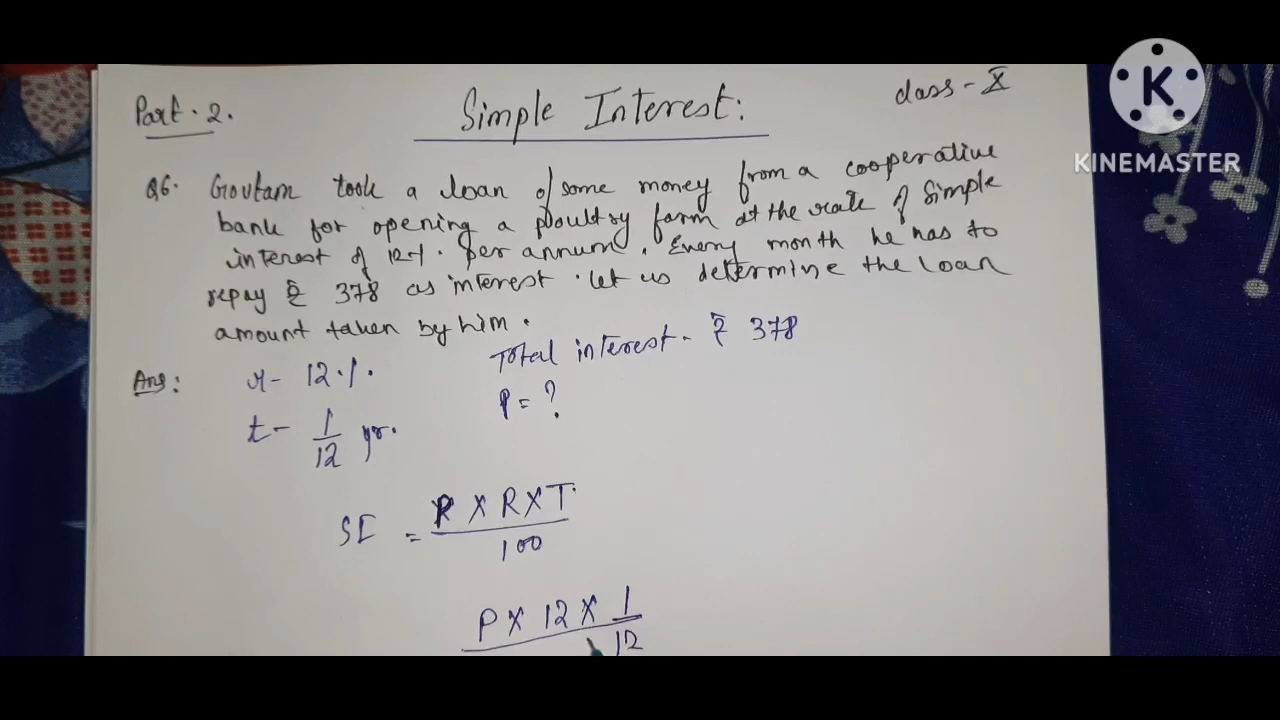 Part. 2.
Simple Interest:
class - X
K
KINEMASTER
Q6. Goutam took a loan of some money from a cooperative
bank for opening a poultry farm at the rate of simple
interest of 12%. per annum. Every month he has to
repay ₹ 378 as interest. Let us determine the loan
amount taken by him.
Ans:
r- 12%.
Total interest - ₹ 378
t- 1/12 yr.
P = ?
SI = P X R X T
100
P X 12 X 1
12